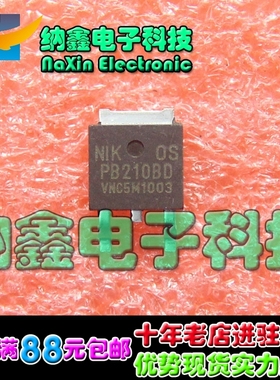 纳鑫电子科技
NaXin Electronic
NIK OS
PB210BD
VNC5M1003
纳鑫电子科技
满88元包邮
十年老店进驻
优势现货实力